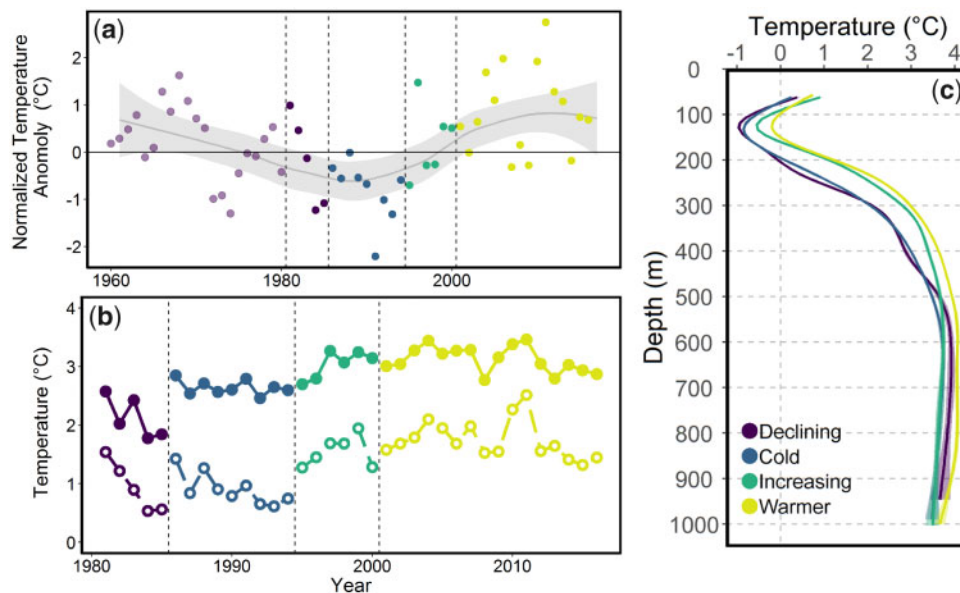 (a)
Normalized Temperature
Anomoly (°C)
2
1
0
-1
-2
1960
1980
2000
(b)
Temperature (°C)
4
3
2
1
0
1980
1990
2000
2010
Year
Temperature (°C)
-1 0 1 2 3 4
(c)
Depth (m)
0
100
200
300
400
500
600
700
800
900
1000
Declining
Cold
Increasing
Warmer